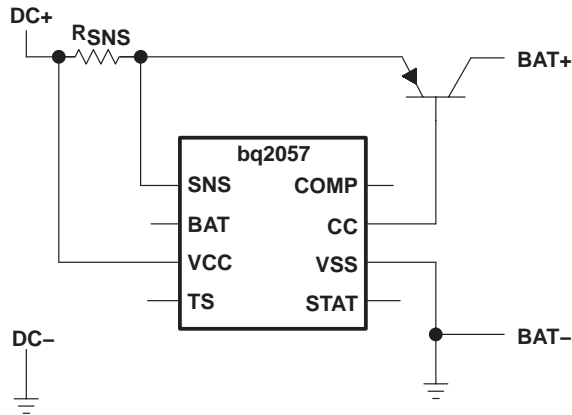 DC+
RSNS
BAT+
bq2057
SNS
COMP
BAT
CC
VCC
VSS
TS
STAT
DC–
BAT–